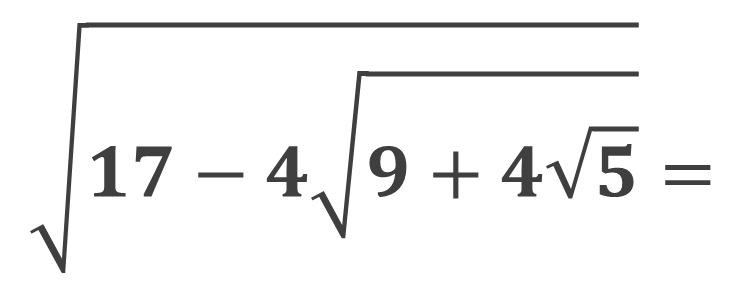 √(17 − 4√(9 + 4√5)) =